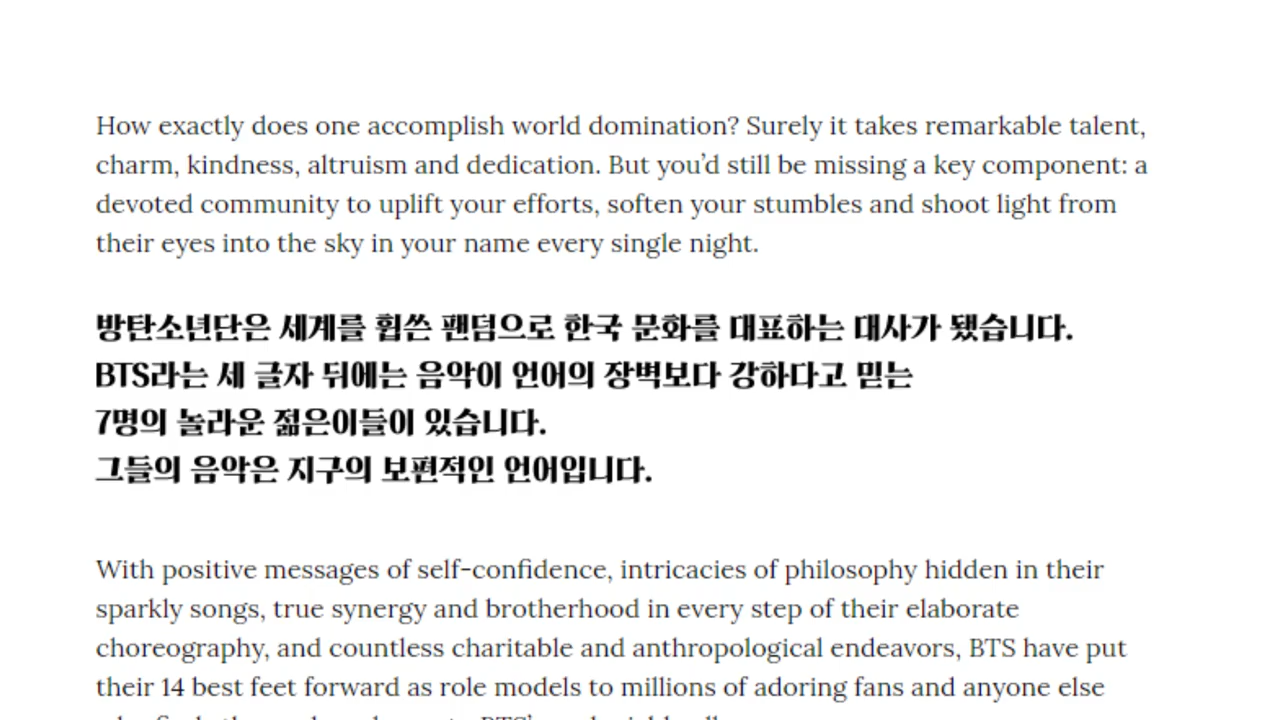 How exactly does one accomplish world domination? Surely it takes remarkable talent,
charm, kindness, altruism and dedication. But you’d still be missing a key component: a
devoted community to uplift your efforts, soften your stumbles and shoot light from
their eyes into the sky in your name every single night.
방탄소년단은 세계를 휩쓴 팬덤으로 한국 문화를 대표하는 대사가 됐습니다.
BTS라는 세 글자 뒤에는 음악이 언어의 장벽보다 강하다고 믿는
7명의 놀라운 젊은이들이 있습니다.
그들의 음악은 지구의 보편적인 언어입니다.
With positive messages of self-confidence, intricacies of philosophy hidden in their
sparkly songs, true synergy and brotherhood in every step of their elaborate
choreography, and countless charitable and anthropological endeavors, BTS have put
their 14 best feet forward as role models to millions of adoring fans and anyone else